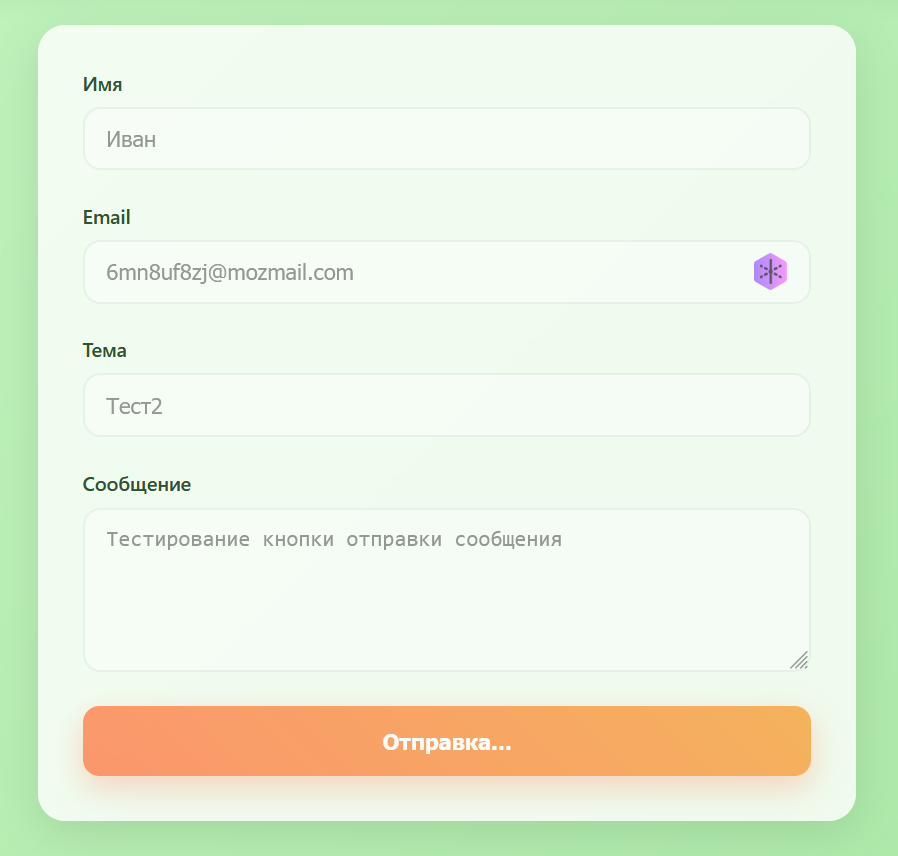 Имя
Иван
Email
6mn8uf8zj@mozmail.com
Тема
Тест2
Сообщение
Тестирование кнопки отправки сообщения
Отправка...